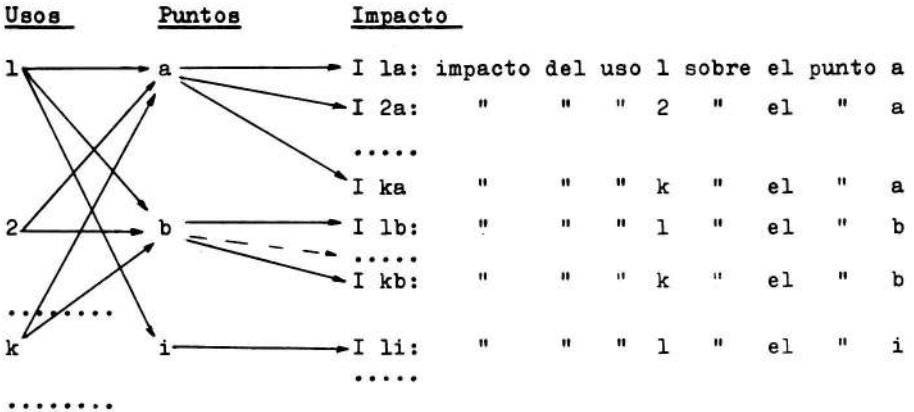 Usos Puntos Impacto
1 a I 1a: impacto del uso 1 sobre el punto a
I 2a: " " " 2 " el " a
.....
I ka " " " k " el " a
2 b I 1b: " " " 1 " el " b
.....
I kb: " " " k " el " b
........
k i I 1i: " " " 1 " el " i
.....
........